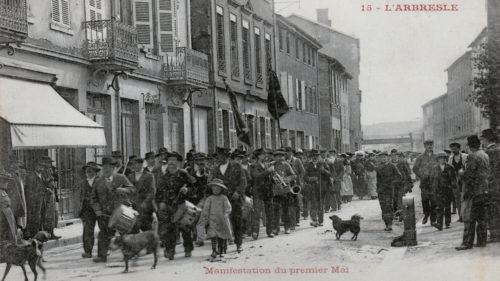 15 - L'ARBRESLE
Manifestation du premier Mai